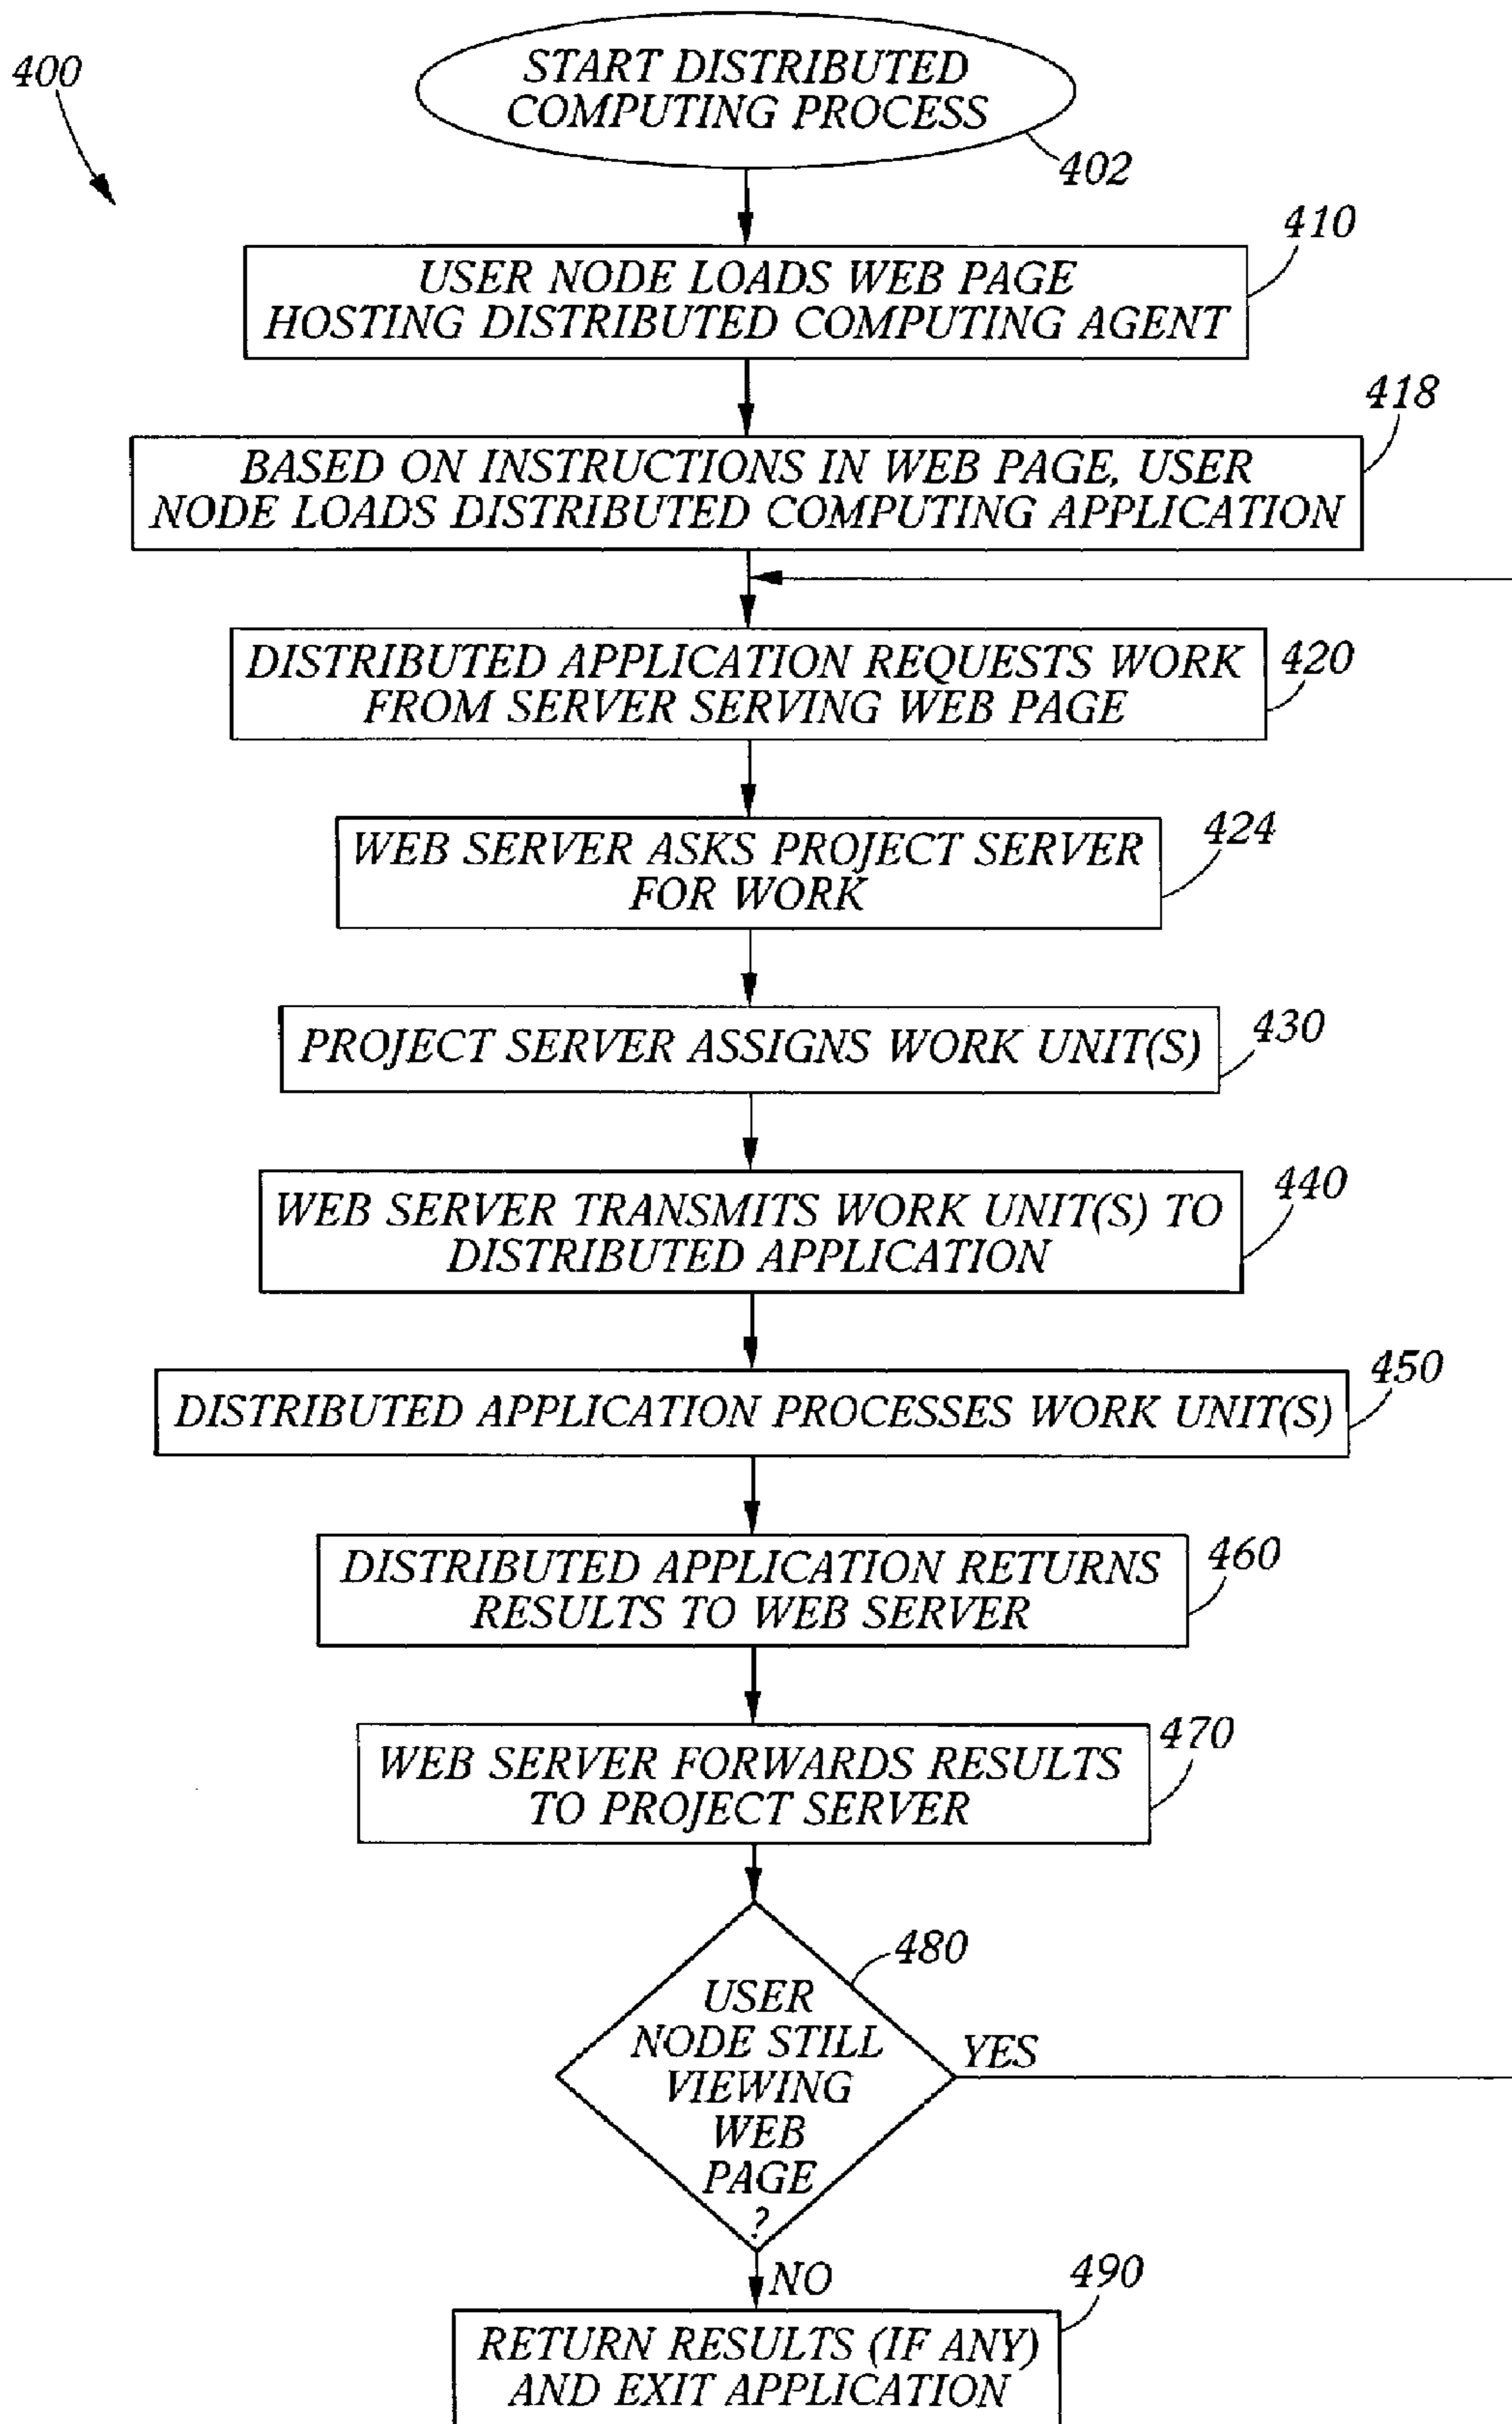 400
START DISTRIBUTED
COMPUTING PROCESS
402
410
USER NODE LOADS WEB PAGE
HOSTING DISTRIBUTED COMPUTING AGENT
418
BASED ON INSTRUCTIONS IN WEB PAGE, USER
NODE LOADS DISTRIBUTED COMPUTING APPLICATION
DISTRIBUTED APPLICATION REQUESTS WORK
FROM SERVER SERVING WEB PAGE
420
WEB SERVER ASKS PROJECT SERVER
FOR WORK
424
PROJECT SERVER ASSIGNS WORK UNIT(S)
430
WEB SERVER TRANSMITS WORK UNIT(S) TO
DISTRIBUTED APPLICATION
440
450
DISTRIBUTED APPLICATION PROCESSES WORK UNIT(S)
DISTRIBUTED APPLICATION RETURNS
RESULTS TO WEB SERVER
460
470
WEB SERVER FORWARDS RESULTS
TO PROJECT SERVER
480
USER
NODE STILL
VIEWING
WEB
PAGE
?
YES
NO
490
RETURN RESULTS (IF ANY)
AND EXIT APPLICATION